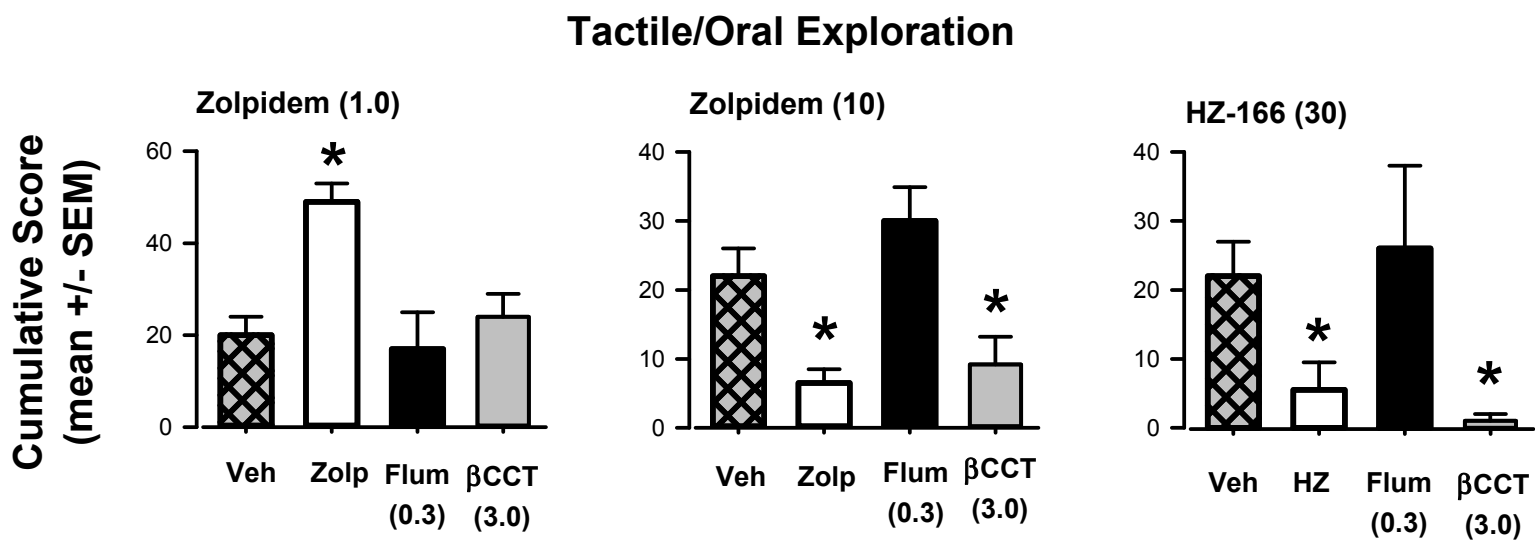 Tactile/Oral Exploration
Cumulative Score
(mean +/- SEM)
Zolpidem (1.0)
60
40
20
0
*
Veh Zolp Flum βCCT
(0.3) (3.0)
Zolpidem (10)
40
30
20
10
0
*
*
Veh Zolp Flum βCCT
(0.3) (3.0)
HZ-166 (30)
40
30
20
10
0
*
*
Veh HZ Flum βCCT
(0.3) (3.0)